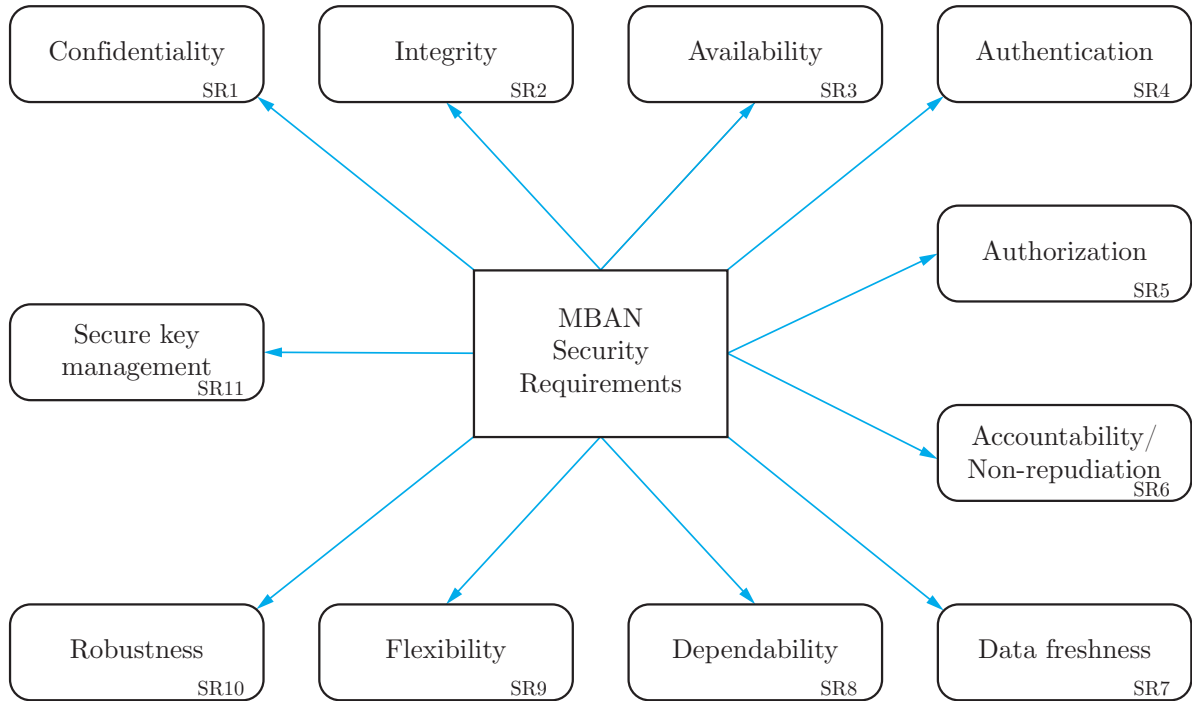 Confidentiality
SR1
Integrity
SR2
Availability
SR3
Authentication
SR4
Authorization
SR5
MBAN
Security
Requirements
Secure key
management
SR11
Accountability/
Non-repudiation
SR6
Robustness
SR10
Flexibility
SR9
Dependability
SR8
Data freshness
SR7